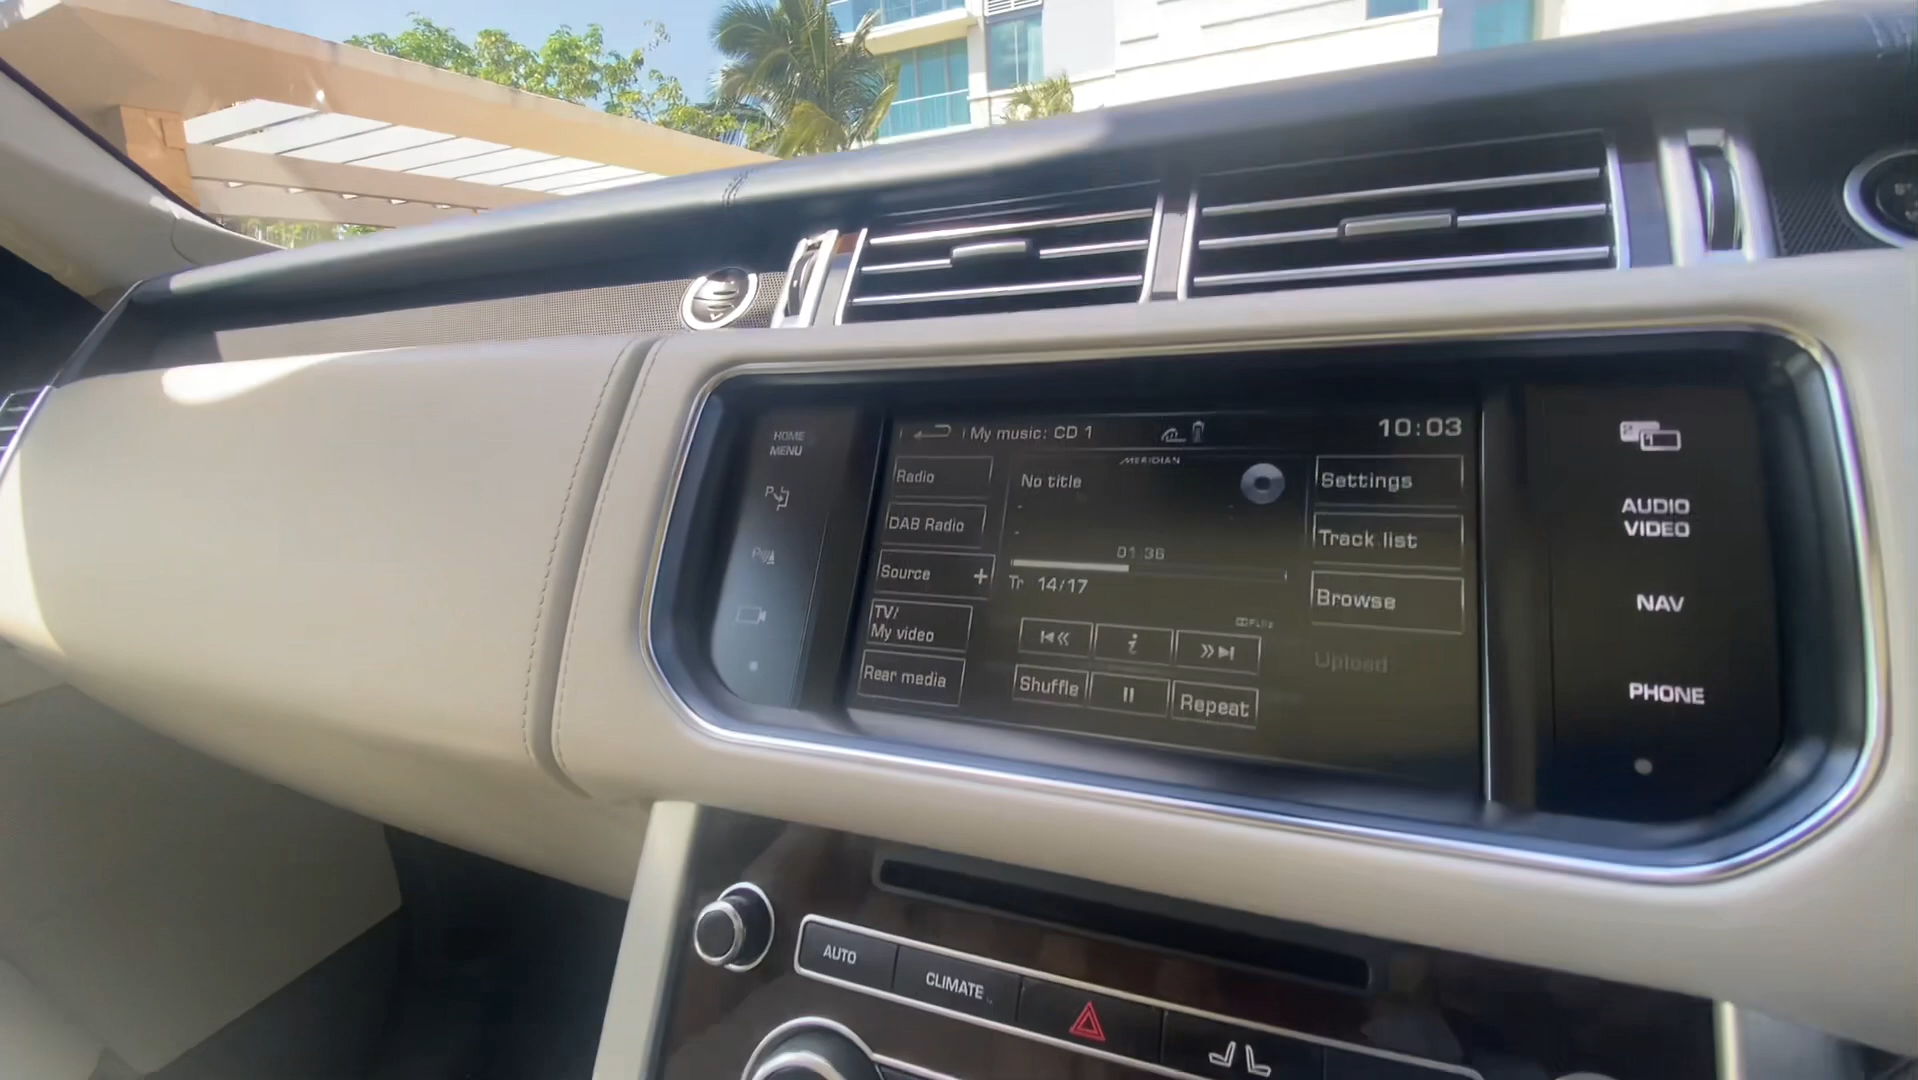 HOME
MENU
My music: CD 1
10:03
MERIDIAN
Radio
No title
Settings
DAB Radio
Track list
01:36
Source +
Tr 14/17
Browse
TV/
My video
Upload
Rear media
Shuffle
Repeat
AUDIO
VIDEO
NAV
PHONE
AUTO
CLIMATE